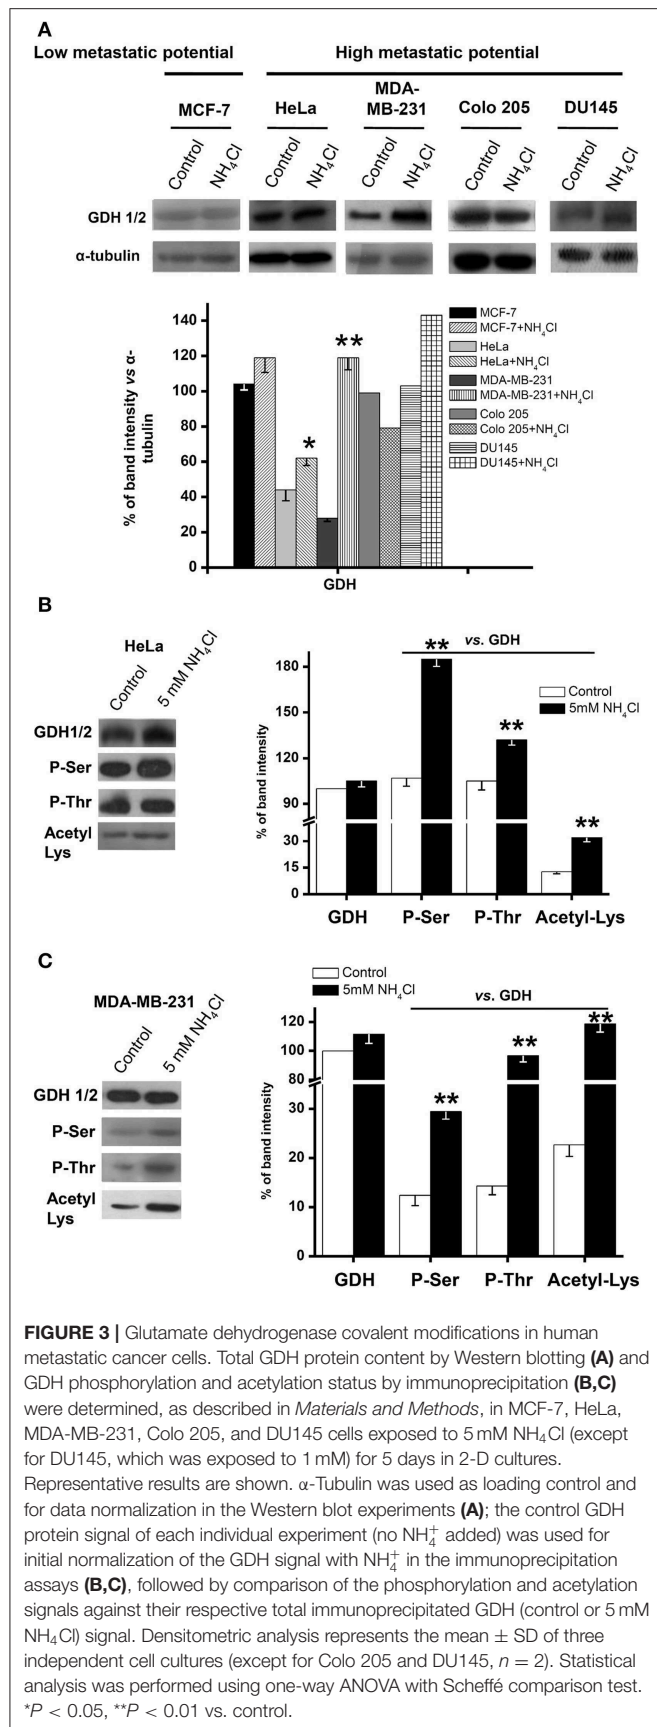 A
Low metastatic potential High metastatic potential
MCF-7 HeLa MDA-MB-231 Colo 205 DU145
Control NH4Cl Control NH4Cl Control NH4Cl Control NH4Cl Control NH4Cl
GDH 1/2
α-tubulin
% of band intensity vs α-tubulin
140
120
100
80
60
40
20
0
* **
GDH
MCF-7
MCF-7+NH4Cl
HeLa
HeLa+NH4Cl
MDA-MB-231
MDA-MB-231+NH4Cl
Colo 205
Colo 205+NH4Cl
DU145
DU145+NH4Cl
B
HeLa
Control 5 mM NH4Cl
GDH1/2
P-Ser
P-Thr
Acetyl
Lys
vs. GDH
** ** **
Control
5mM NH4Cl
% of band intensity
180
150
120
90
30
15
0
GDH P-Ser P-Thr Acetyl-Lys
C
MDA-MB-231
Control 5 mM NH4Cl
GDH 1/2
P-Ser
P-Thr
Acetyl
Lys
Control
5mM NH4Cl
vs. GDH
** ** **
% of band intensity
120
100
80
30
20
10
0
GDH P-Ser P-Thr Acetyl-Lys
FIGURE 3 | Glutamate dehydrogenase covalent modifications in human
metastatic cancer cells. Total GDH protein content by Western blotting (A) and
GDH phosphorylation and acetylation status by immunoprecipitation (B,C)
were determined, as described in Materials and Methods, in MCF-7, HeLa,
MDA-MB-231, Colo 205, and DU145 cells exposed to 5 mM NH4Cl (except
for DU145, which was exposed to 1 mM) for 5 days in 2-D cultures.
Representative results are shown. α-Tubulin was used as loading control and
for data normalization in the Western blot experiments (A); the control GDH
protein signal of each individual experiment (no NH4+ added) was used for
initial normalization of the GDH signal with NH4+ in the immunoprecipitation
assays (B,C), followed by comparison of the phosphorylation and acetylation
signals against their respective total immunoprecipitated GDH (control or 5 mM
NH4Cl) signal. Densitometric analysis represents the mean ± SD of three
independent cell cultures (except for Colo 205 and DU145, n = 2). Statistical
analysis was performed using one-way ANOVA with Scheffé comparison test.
*P < 0.05, **P < 0.01 vs. control.